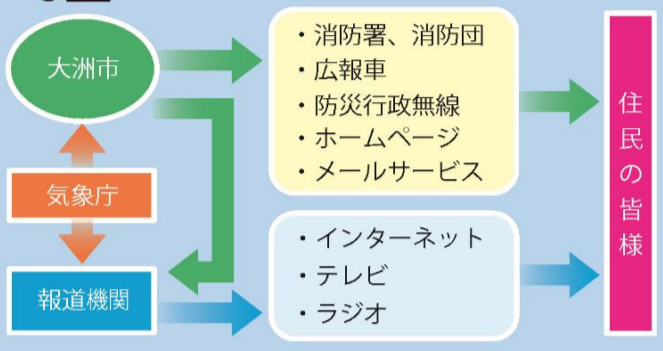 大洲市
気象庁
報道機関
・消防署、消防団
・広報車
・防災行政無線
・ホームページ
・メールサービス
・インターネット
・テレビ
・ラジオ
住民の皆様